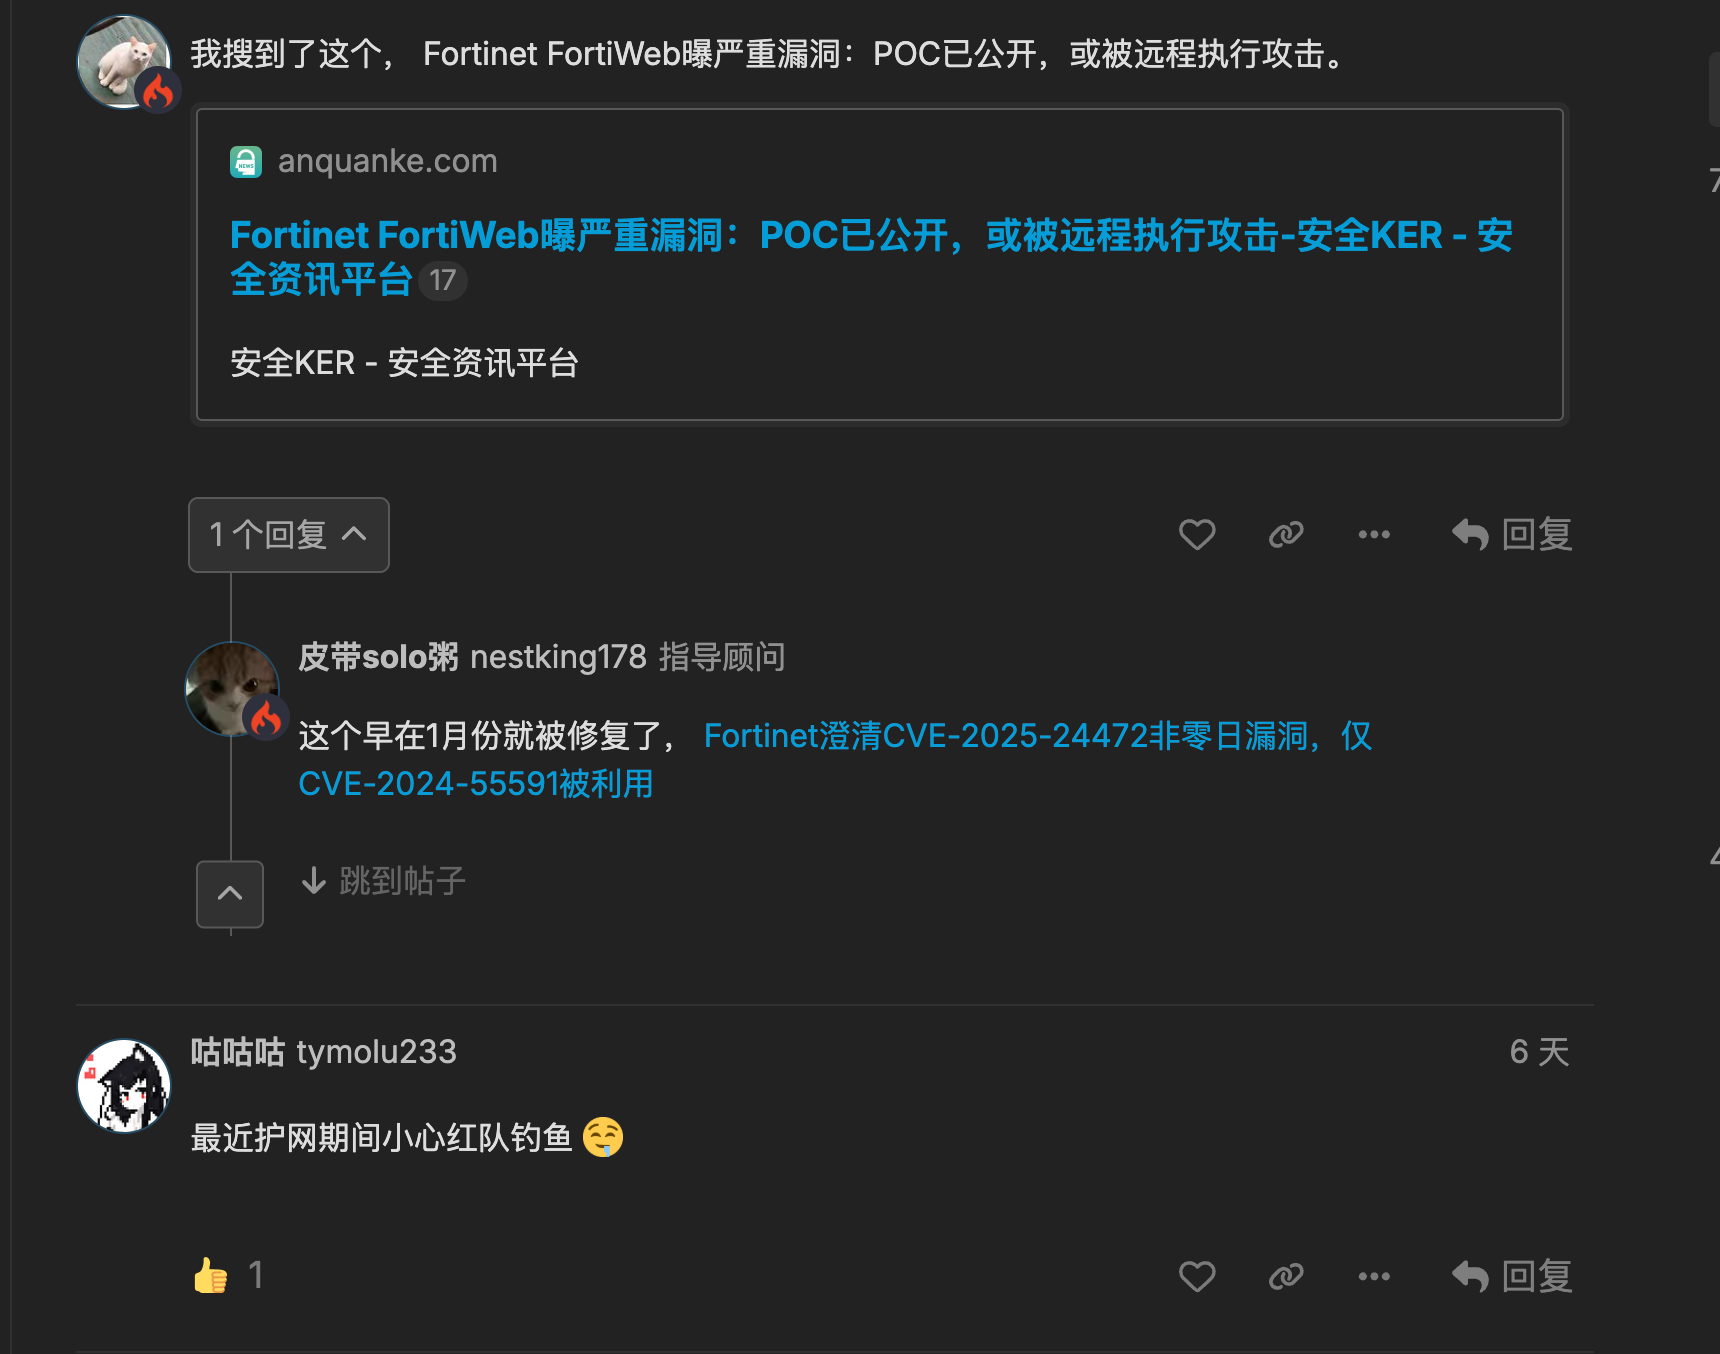 我搜到了这个， Fortinet FortiWeb曝严重漏洞：POC已公开，或被远程执行攻击。
anquanke.com
Fortinet FortiWeb曝严重漏洞：POC已公开，或被远程执行攻击-安全KER - 安
全资讯平台 17
安全KER - 安全资讯平台
1 个回复
回复
皮带solo粥 nestking178 指导顾问
这个早在1月份就被修复了， Fortinet澄清CVE-2025-24472非零日漏洞，仅
CVE-2024-55591被利用
跳到帖子
咕咕咕 tymolu233
6 天
最近护网期间小心红队钓鱼
1
回复